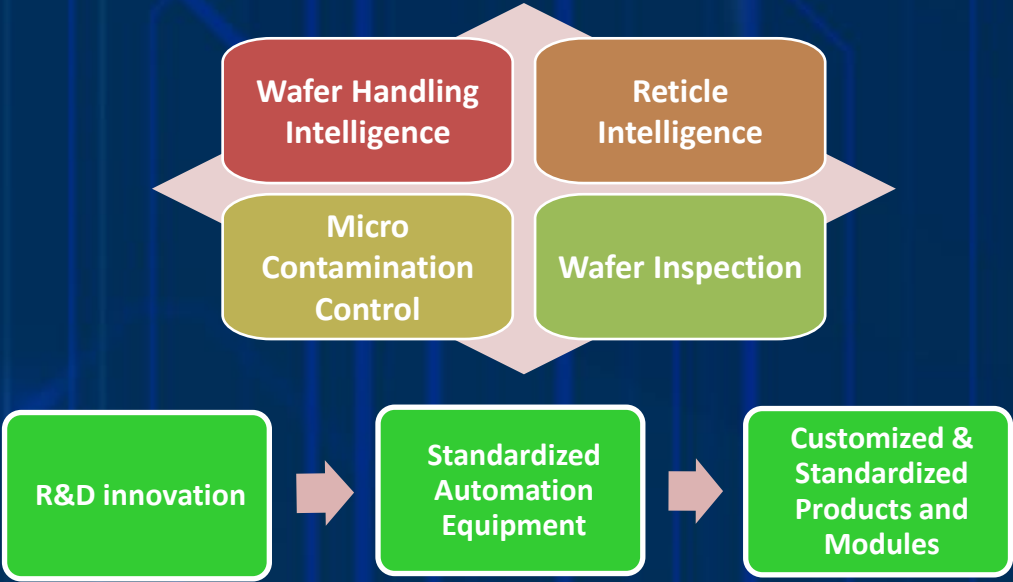 Wafer Handling
Intelligence
Reticle
Intelligence
Micro
Contamination
Control
Wafer Inspection
R&D innovation
Standardized
Automation
Equipment
Customized &
Standardized
Products and
Modules